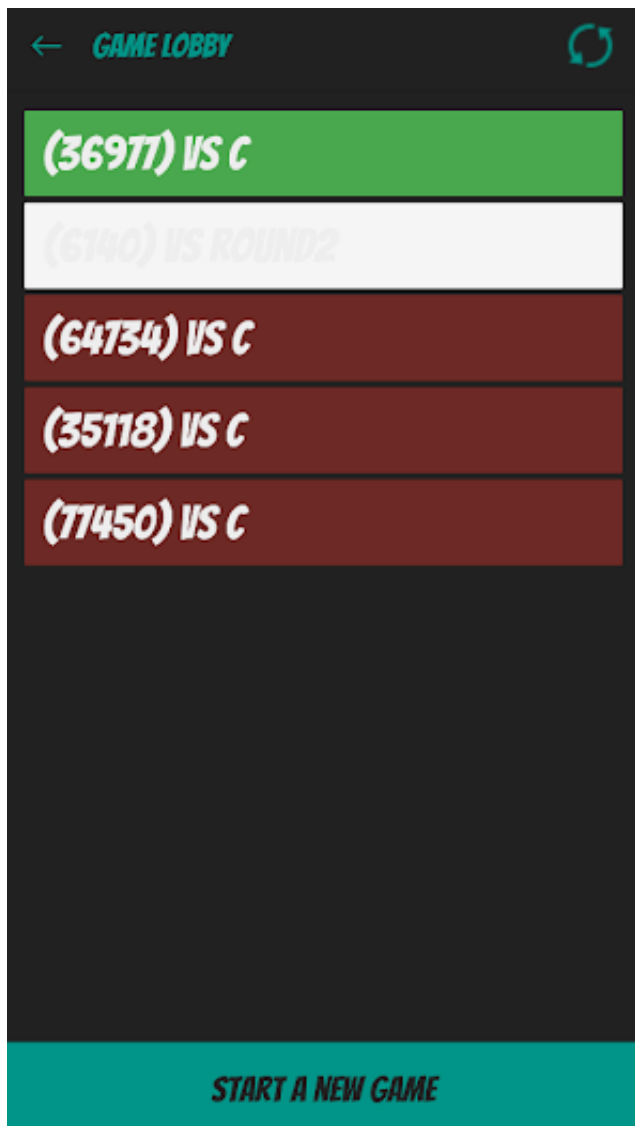 GAME LOBBY
(36977) VS C
(6140) VS ROUND2
(64734) VS C
(35118) VS C
(77450) VS C
START A NEW GAME